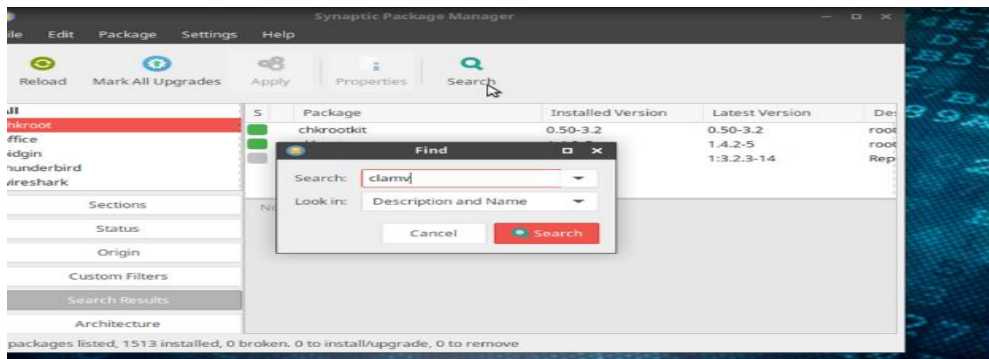 Synaptic Package Manager
ile Edit Package Settings Help
Reload Mark All Upgrades Apply Properties Search
All
S Package Installed Version Latest Version De
hkroot
chkrootkit 0.50-3.2 0.50-3.2 root
ffice
1.4.2-5
idgin
1:3.2.3-14 Rep
hunderbird
wireshark
Find
Search: clamv
Look in: Description and Name
Cancel Search
Sections
Status
Origin
Custom Filters
Search Results
Architecture
packages listed, 1513 installed, 0 broken. 0 to install/upgrade, 0 to remove